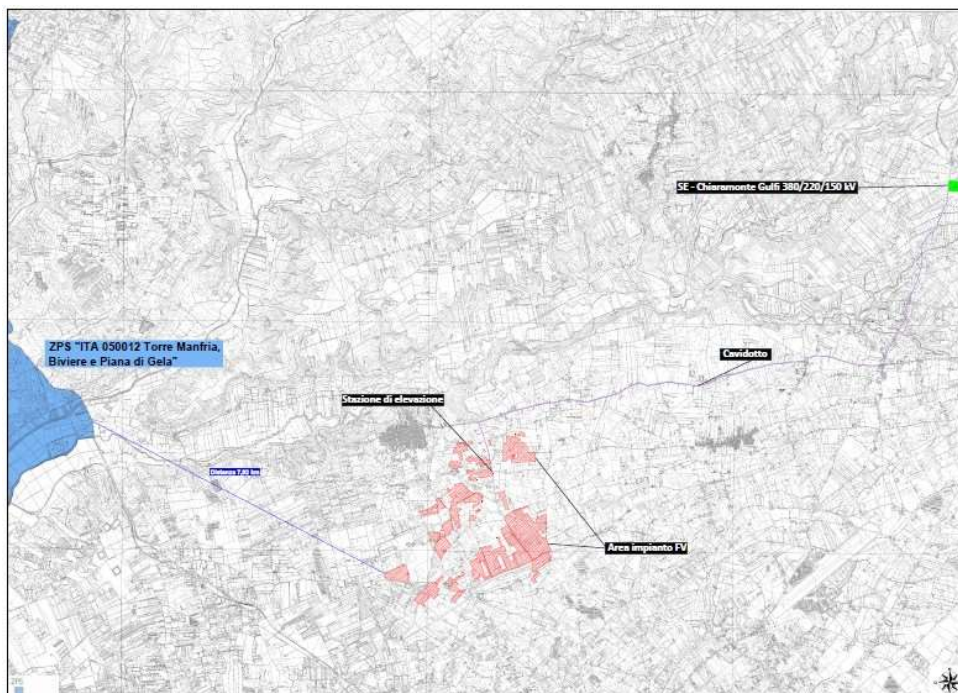 SE - Chiaramonte Gulfi 380/220/150 kV
ZPS "ITA 050012 Torre Manfria,
Biviere e Piana di Gela"
Cavidotto
Stazione di elevazione
Distanza 7,80 km
Area impianto FV
ZPS